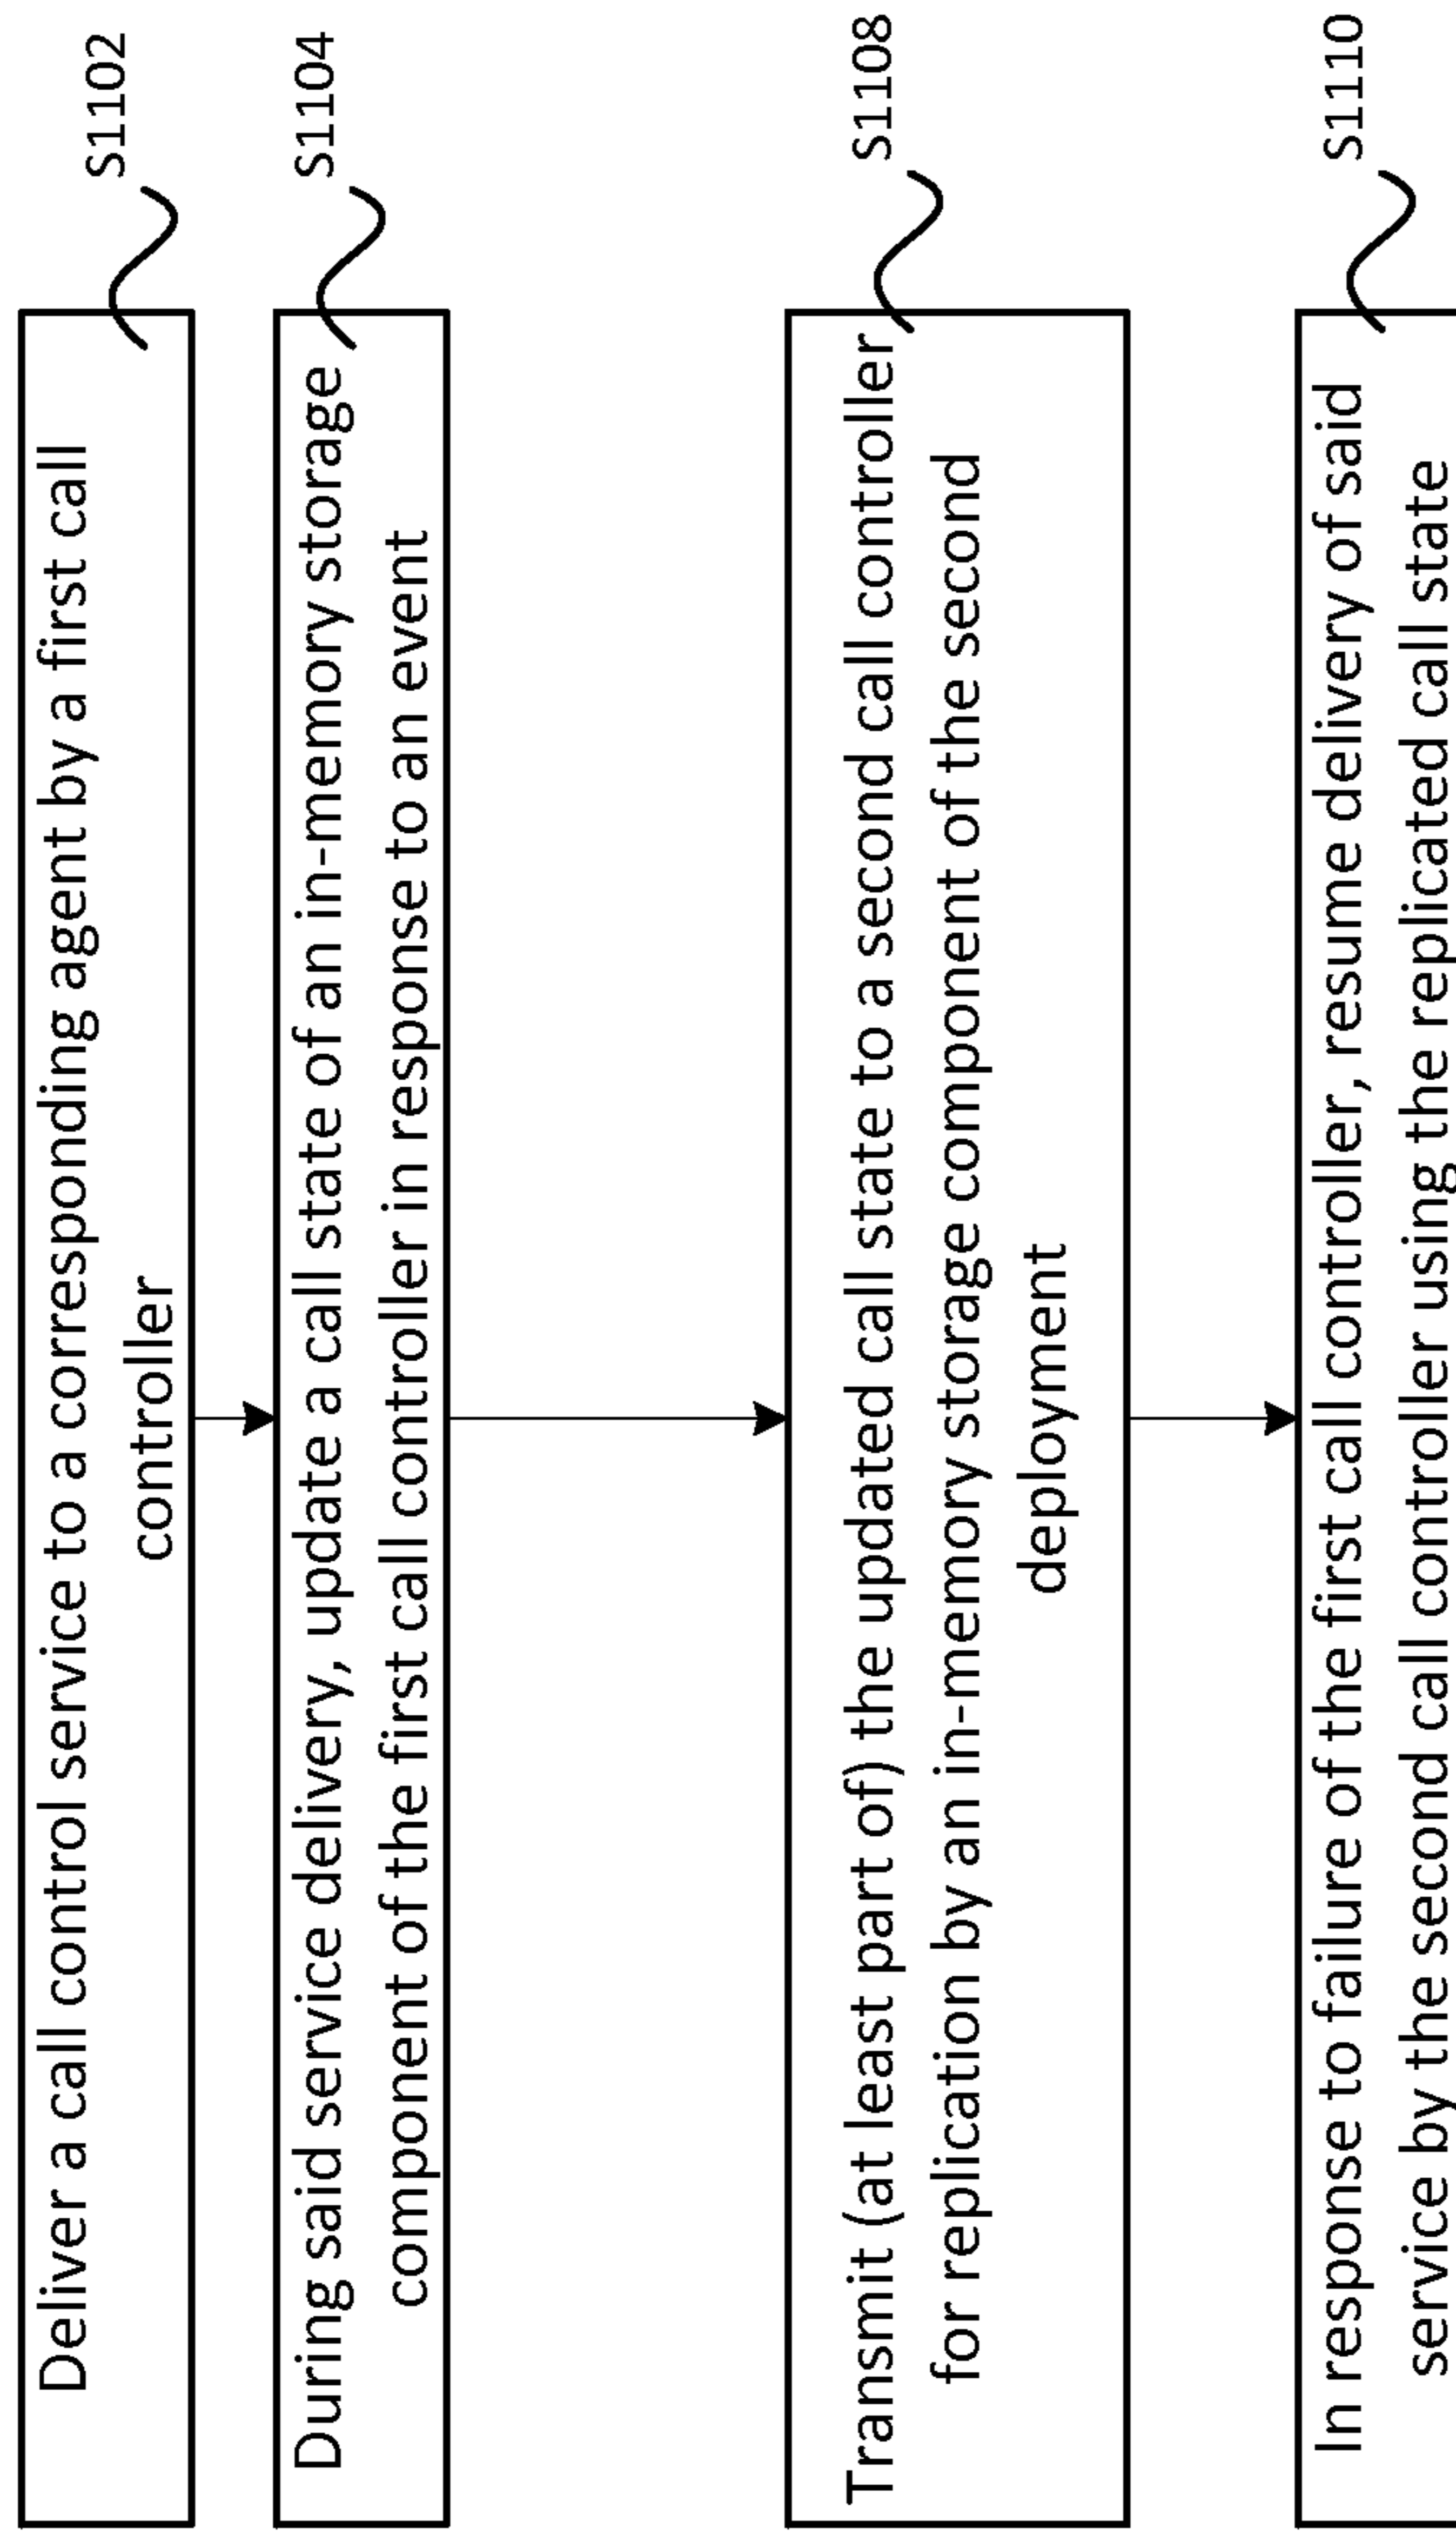 Deliver a call control service to a corresponding agent by a first call
controller
S1102
During said service delivery, update a call state of an in-memory storage
component of the first call controller in response to an event
S1104
Transmit (at least part of) the updated call state to a second call controller
for replication by an in-memory storage component of the second
deployment
S1108
In response to failure of the first call controller, resume delivery of said
service by the second call controller using the replicated call state
S1110